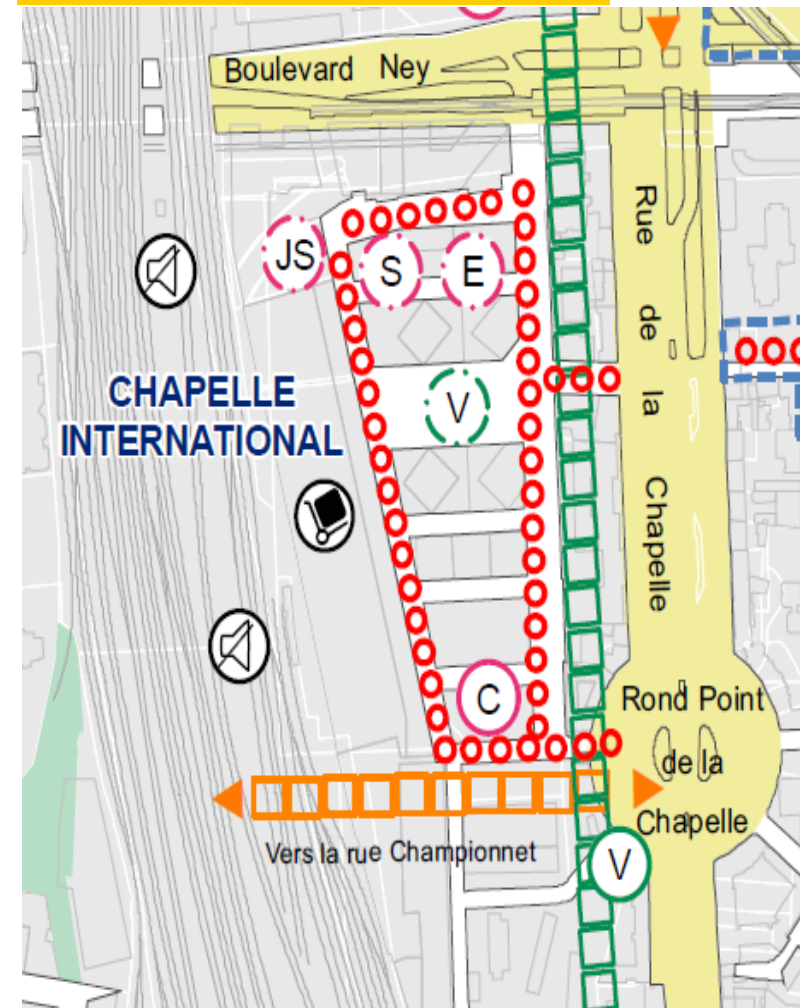 Boulevard Ney
Rue de la Chapelle
JS
S
E
CHAPELLE
INTERNATIONAL
V
C
Rond Point
de la
Chapelle
Vers la rue Championnet
V